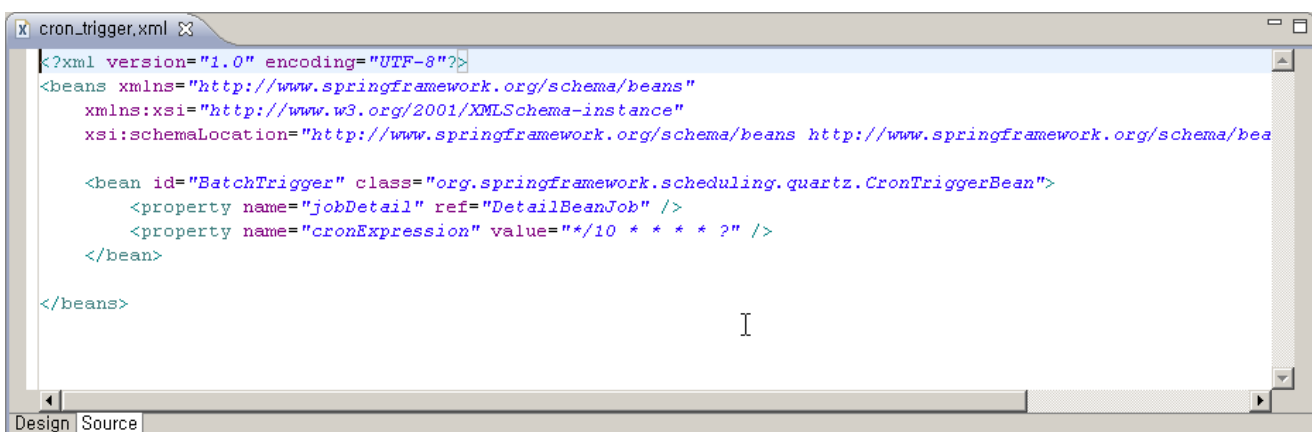 cron_trigger.xml
<?xml version="1.0" encoding="UTF-8"?>
<beans xmlns="http://www.springframework.org/schema/beans"
xmlns:xsi="http://www.w3.org/2001/XMLSchema-instance"
xsi:schemaLocation="http://www.springframework.org/schema/beans http://www.springframework.org/schema/bea
<bean id="BatchTrigger" class="org.springframework.scheduling.quartz.CronTriggerBean">
<property name="jobDetail" ref="DetailBeanJob" />
<property name="cronExpression" value="*/10 * * * * ?" />
</bean>
</beans>
Design Source